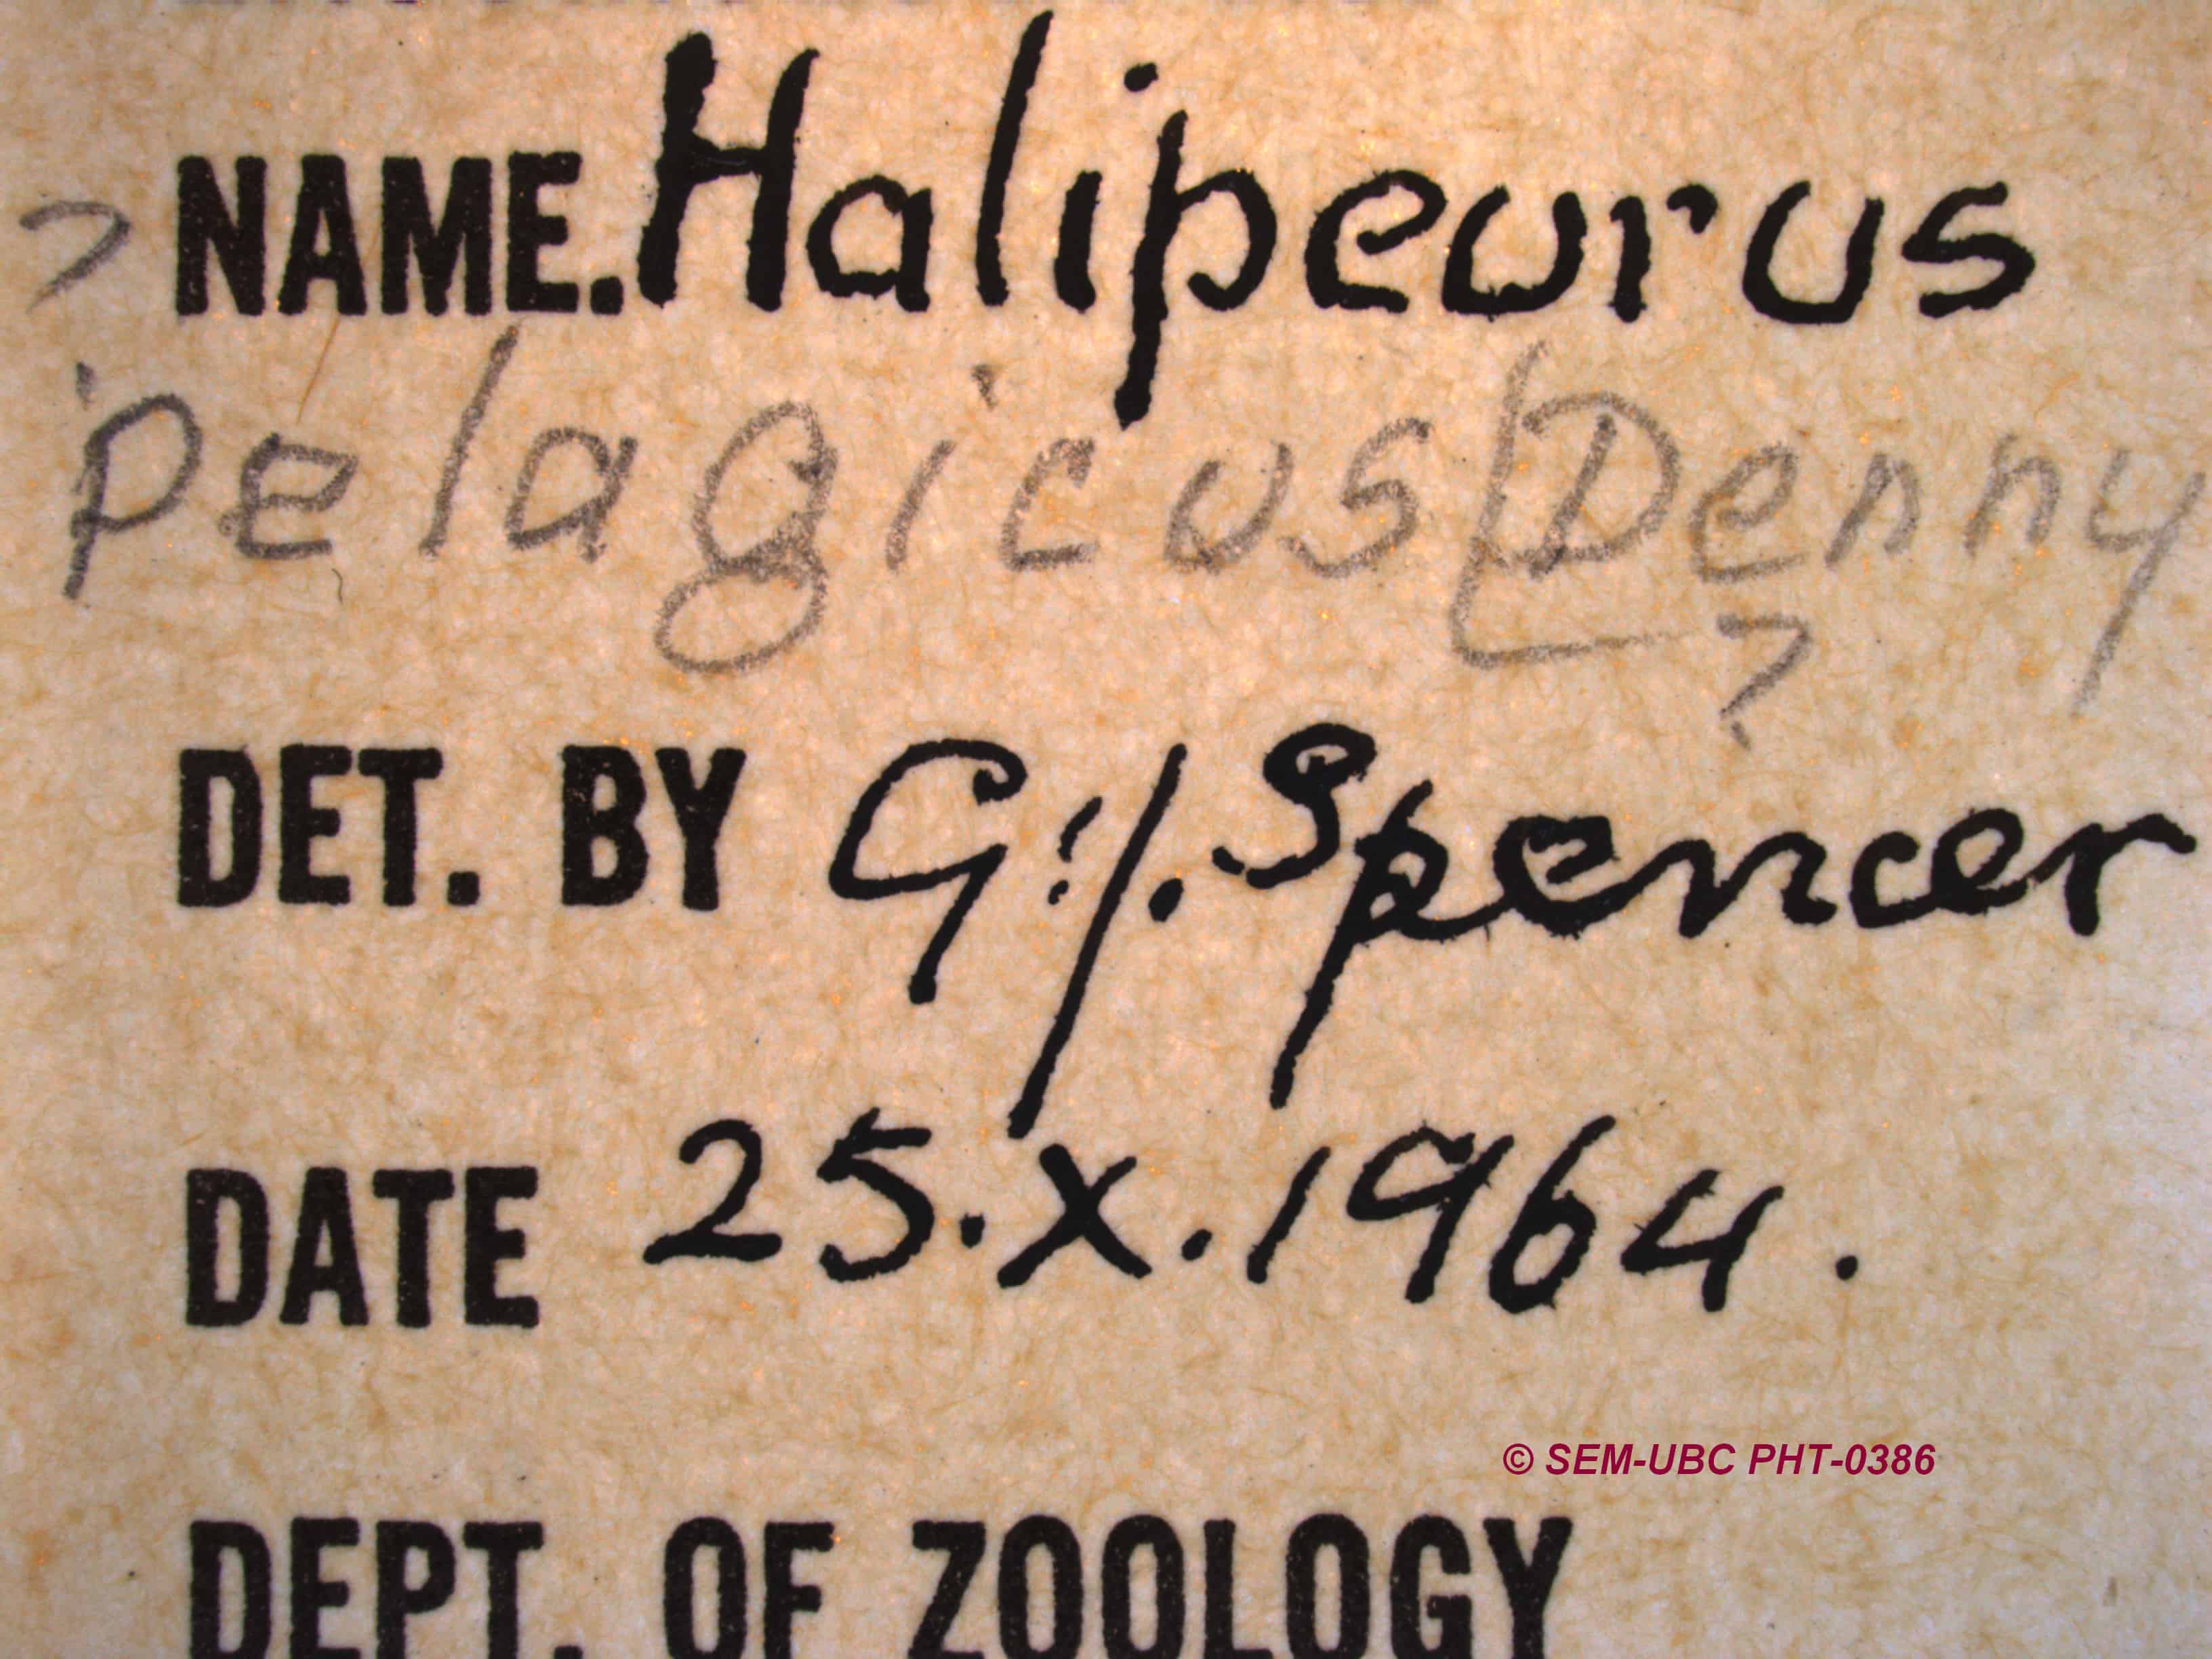 ? NAME. Halipeurus
pelagicus [Denny
?
DET. BY G.J. Spencer
DATE 25.X.1964.
© SEM-UBC PHT-0386
DEPT. OF ZOOLOGY